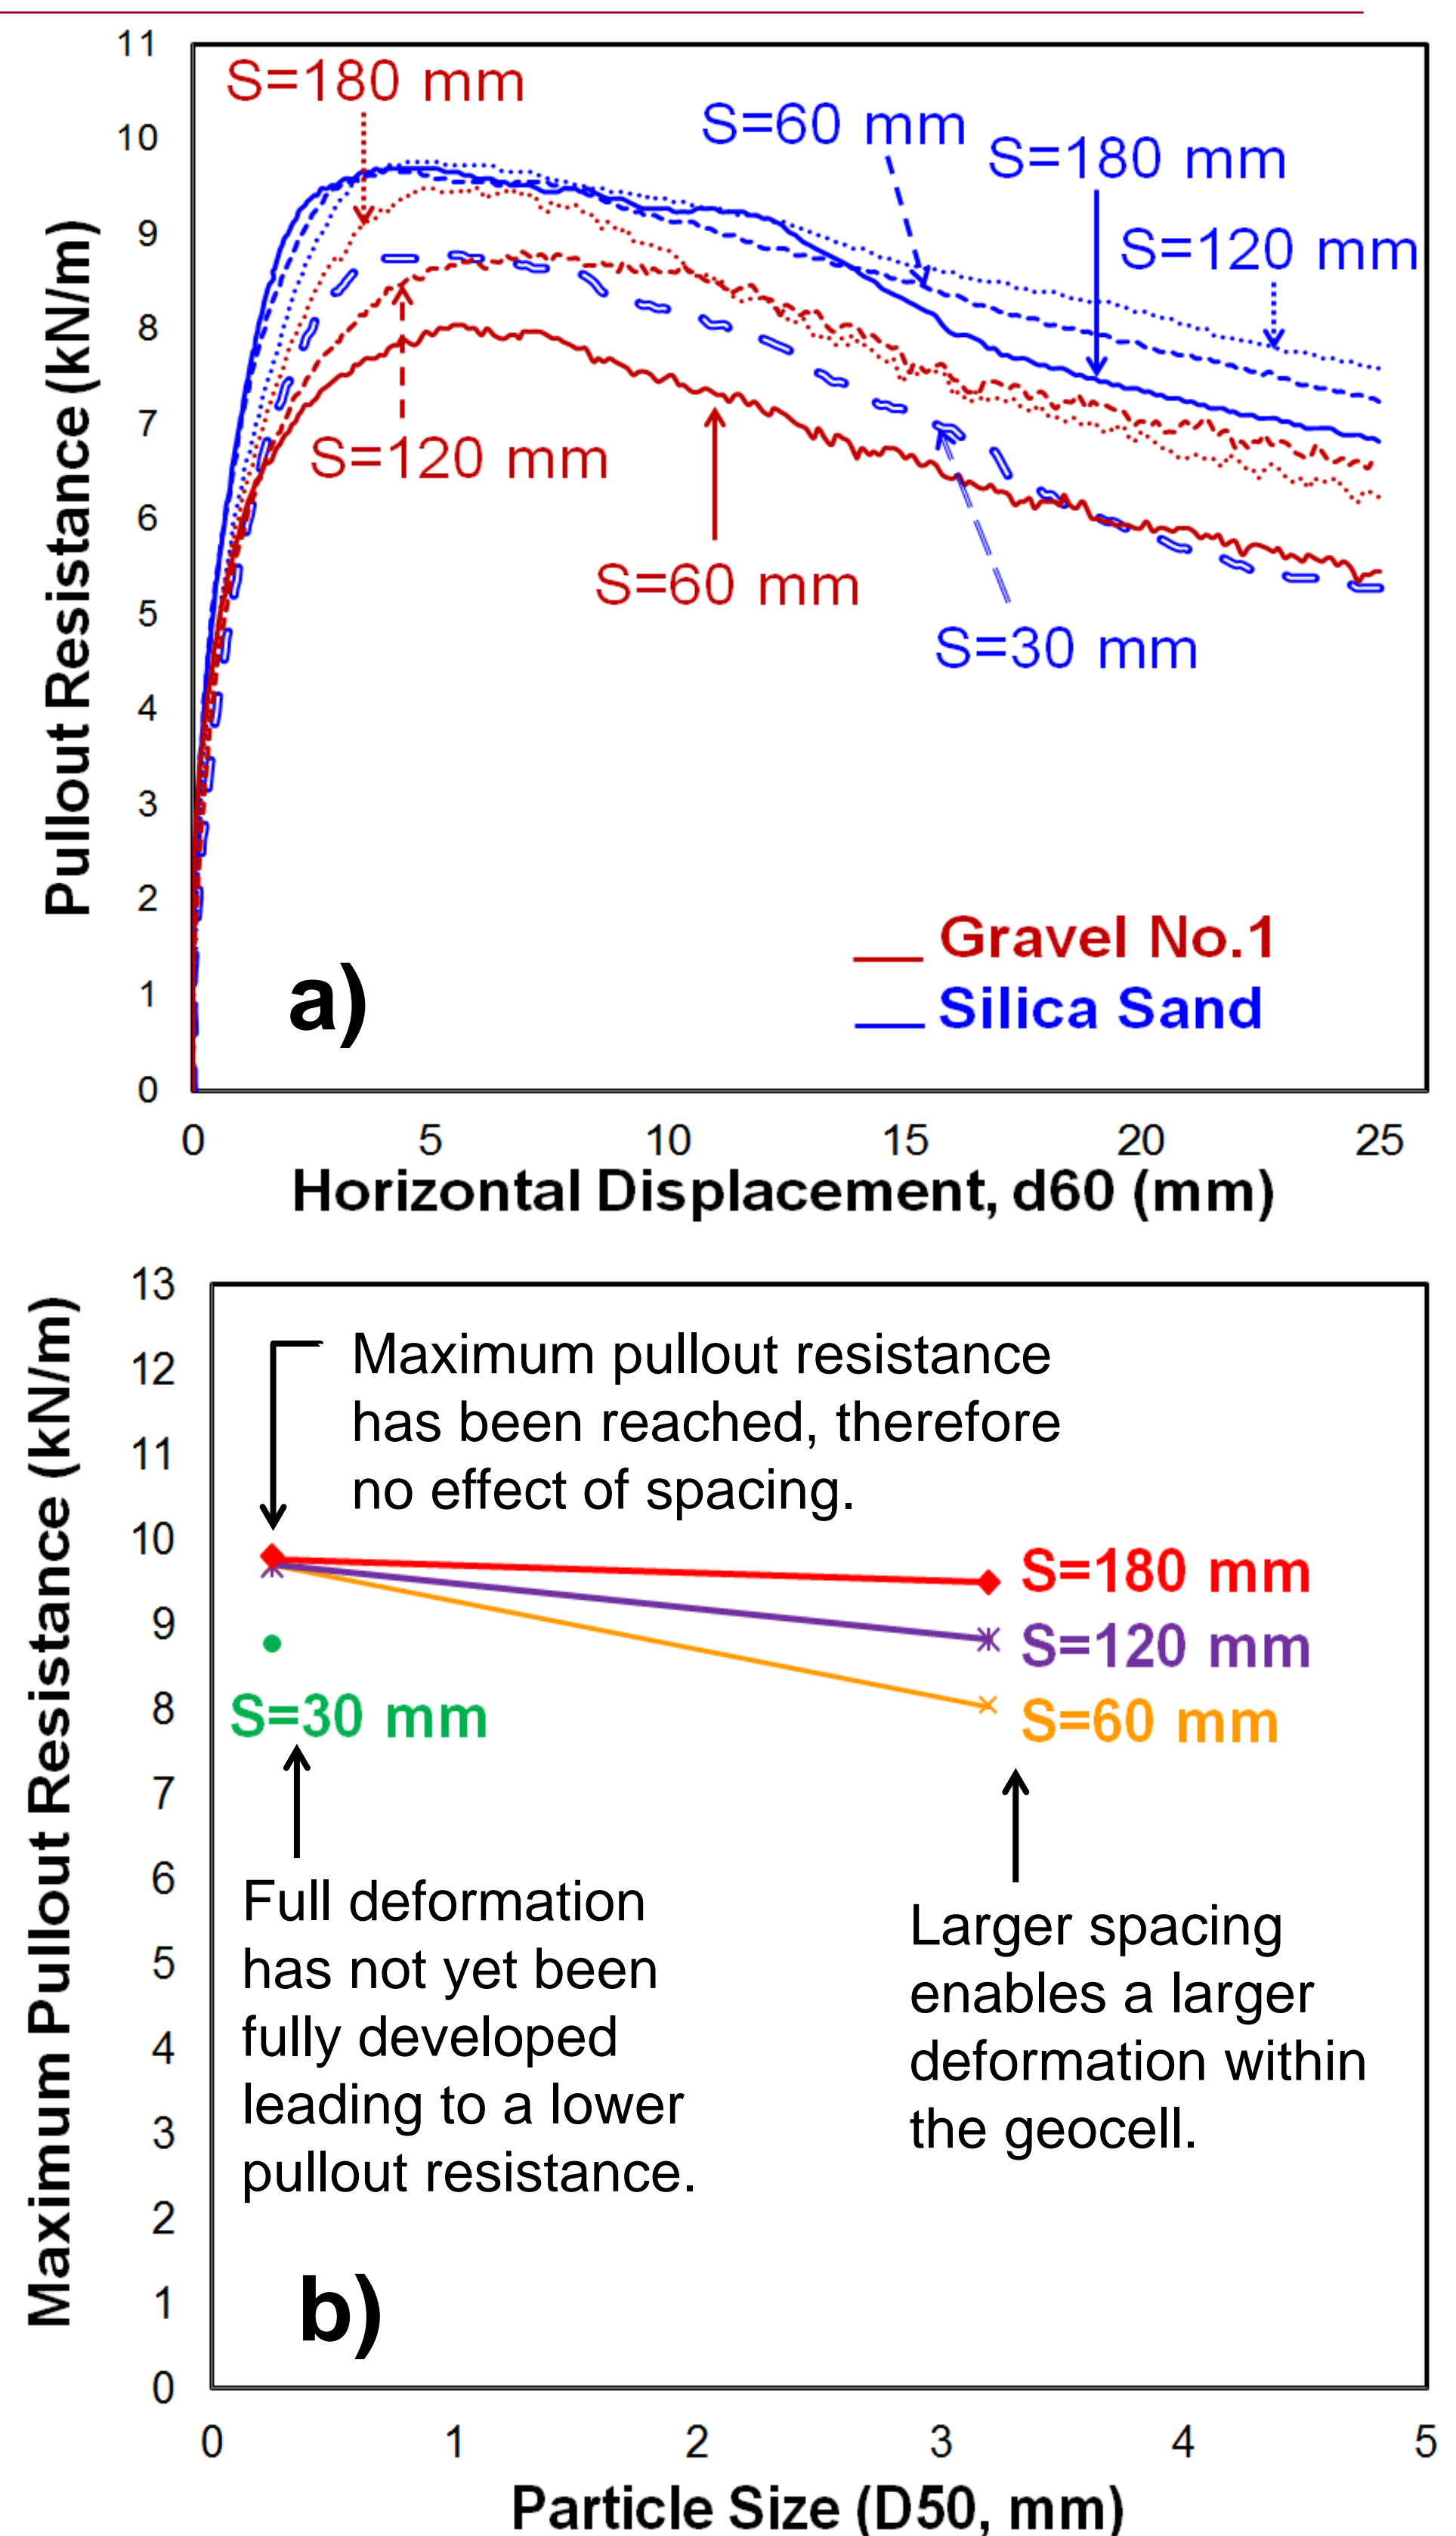 11
10
9
8
7
6
5
4
3
2
1
0
Pullout Resistance (kN/m)
S=180 mm
S=60 mm
S=180 mm
S=120 mm
S=120 mm
S=60 mm
S=30 mm
Gravel No.1
Silica Sand
a)
0 5 10 15 20 25
Horizontal Displacement, d60 (mm)
13
12
11
10
9
8
7
6
5
4
3
2
1
0
Maximum Pullout Resistance (kN/m)
Maximum pullout resistance
has been reached, therefore
no effect of spacing.
S=180 mm
S=120 mm
S=60 mm
S=30 mm
Full deformation
has not yet been
fully developed
leading to a lower
pullout resistance.
Larger spacing
enables a larger
deformation within
the geocell.
b)
0 1 2 3 4 5
Particle Size (D50, mm)